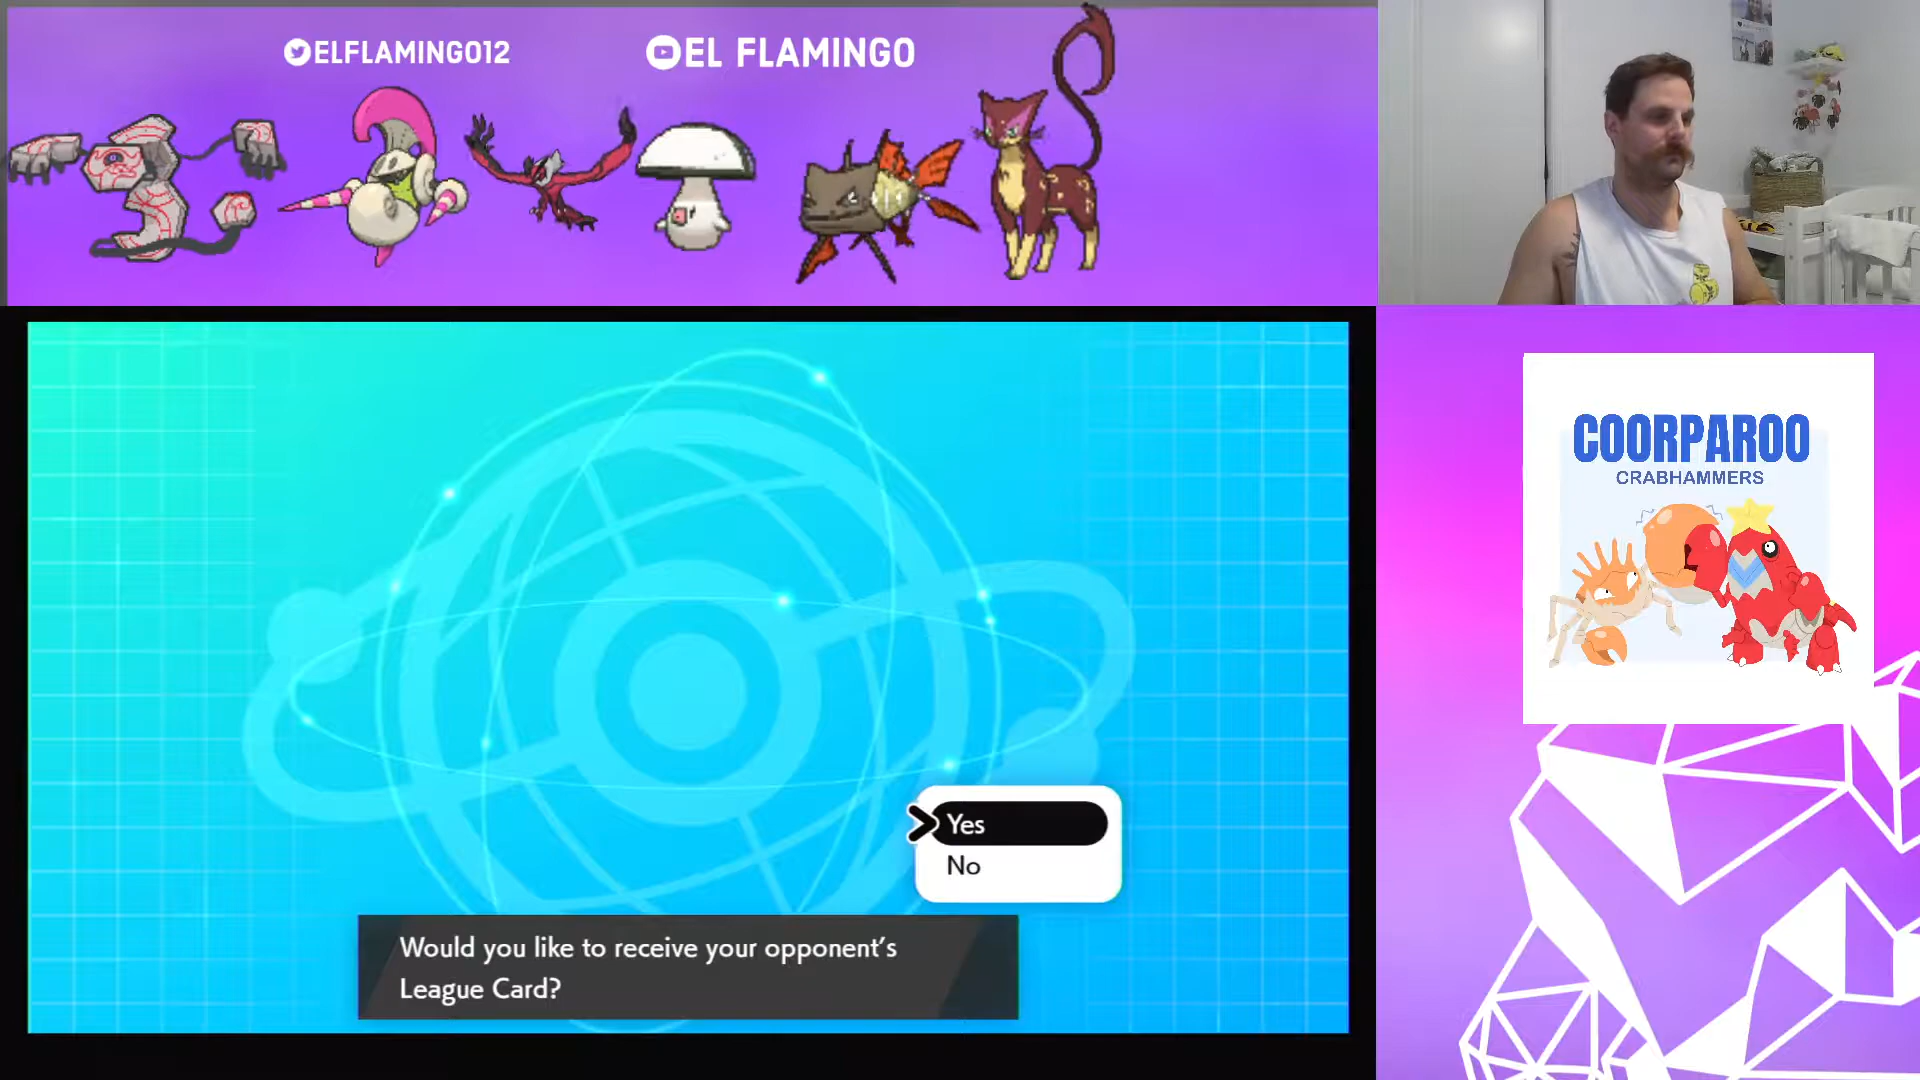 ELFLAMINGO12
EL FLAMINGO
COORPAROO
CRABHAMMERS
Yes
No
Would you like to receive your opponent's
League Card?